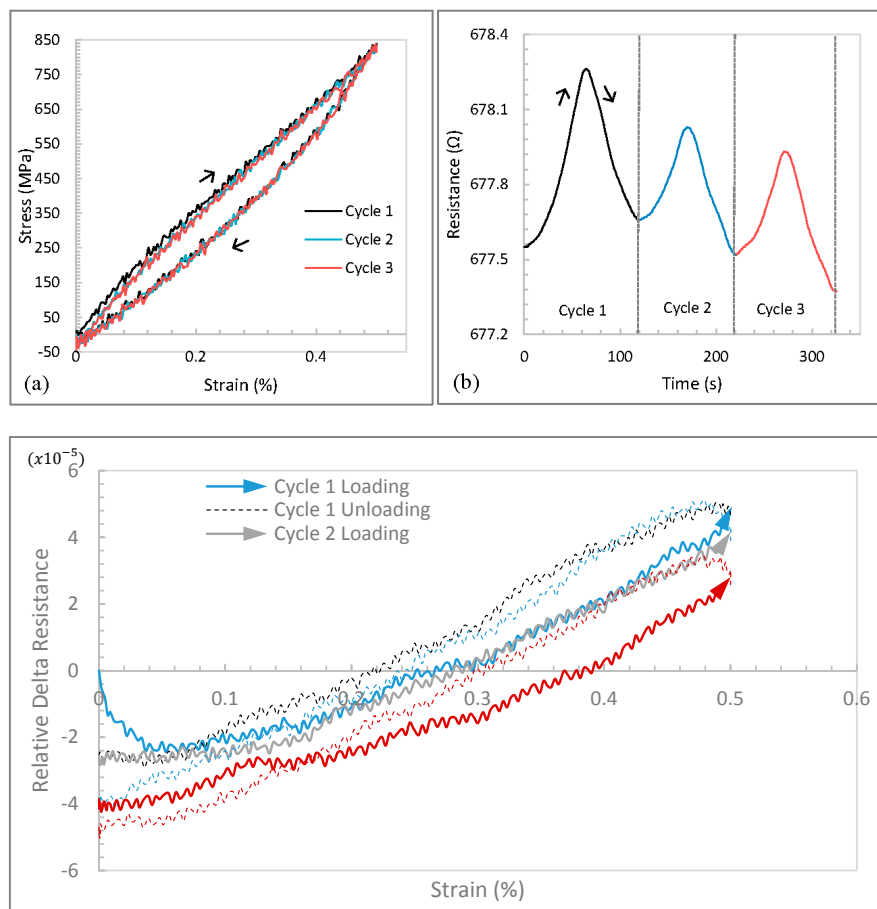 850
750
650
550
450
350
250
150
50
-50
Stress (MPa)
Cycle 1
Cycle 2
Cycle 3
0
0.2
0.4
Strain (%)
(a)
678.4
678.1
677.8
677.5
677.2
Resistance (Ω)
Cycle 1
Cycle 2
Cycle 3
0
100
200
300
Time (s)
(b)
(x10⁻⁵)
6
4
2
0
-2
-4
-6
Relative Delta Resistance
Cycle 1 Loading
Cycle 1 Unloading
Cycle 2 Loading
0
0.1
0.2
0.3
0.4
0.5
0.6
Strain (%)